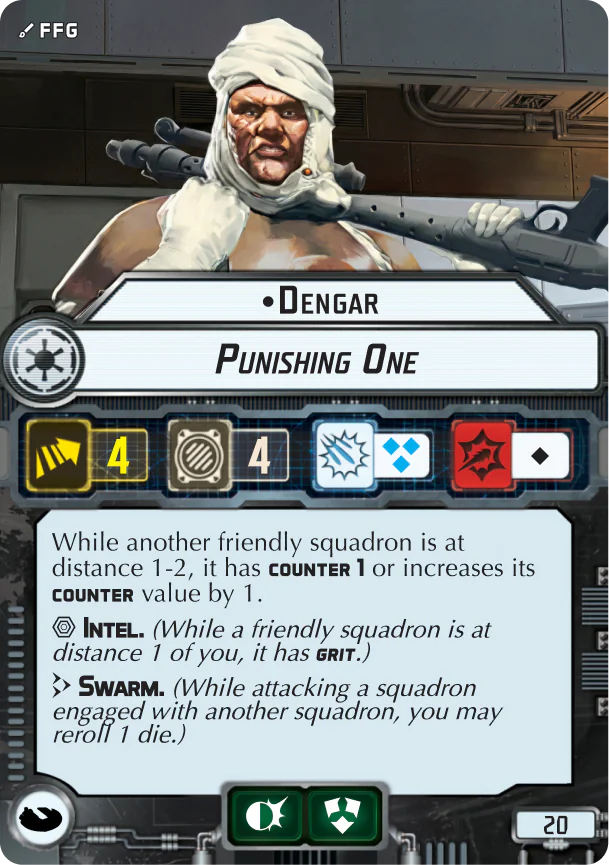 FFG
•DENGAR
PUNISHING ONE
4 4
While another friendly squadron is at
distance 1-2, it has COUNTER 1 or increases its
COUNTER value by 1.
INTEL. (While a friendly squadron is at
distance 1 of you, it has GRIT.)
SWARM. (While attacking a squadron
engaged with another squadron, you may
reroll 1 die.)
20